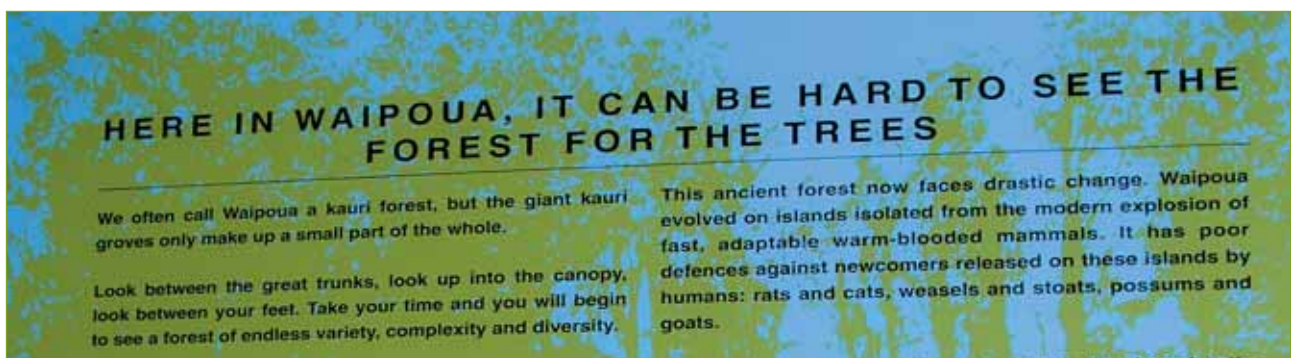 HERE IN WAIPOUA, IT CAN BE HARD TO SEE THE
FOREST FOR THE TREES
We often call Waipoua a kauri forest, but the giant kauri
groves only make up a small part of the whole.
Look between the great trunks, look up into the canopy,
look between your feet. Take your time and you will begin
to see a forest of endless variety, complexity and diversity.
This ancient forest now faces drastic change. Waipoua
evolved on islands isolated from the modern explosion of
fast, adaptable warm-blooded mammals. It has poor
defences against newcomers released on these islands by
humans: rats and cats, weasels and stoats, possums and
goats.